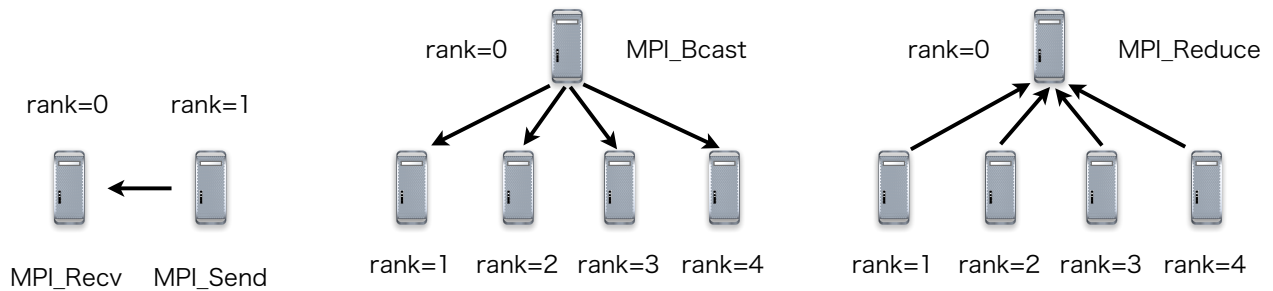 rank=0 rank=1
MPI_Recv MPI_Send
rank=0 MPI_Bcast
rank=1 rank=2 rank=3 rank=4
rank=0 MPI_Reduce
rank=1 rank=2 rank=3 rank=4